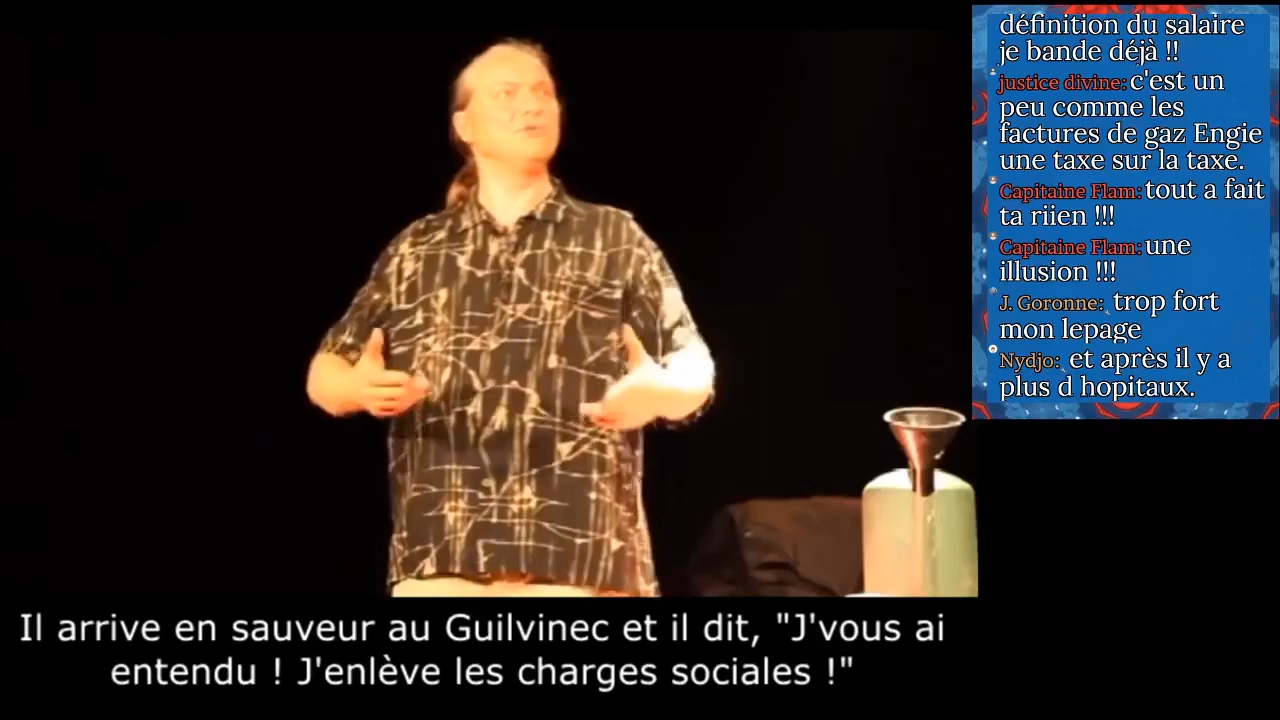 définition du salaire
je bande déjà !!
justice divine: c'est un
peu comme les
factures de gaz Engie
une taxe sur la taxe.
Capitaine Flam: tout a fait
ta riien !!!
Capitaine Flam: une
illusion !!!
J. Goronne: trop fort
mon lepage
Nydjo: et après il y a
plus d hopitaux.
Il arrive en sauveur au Guilvinec et il dit, "J'vous ai
entendu ! J'enlève les charges sociales !"